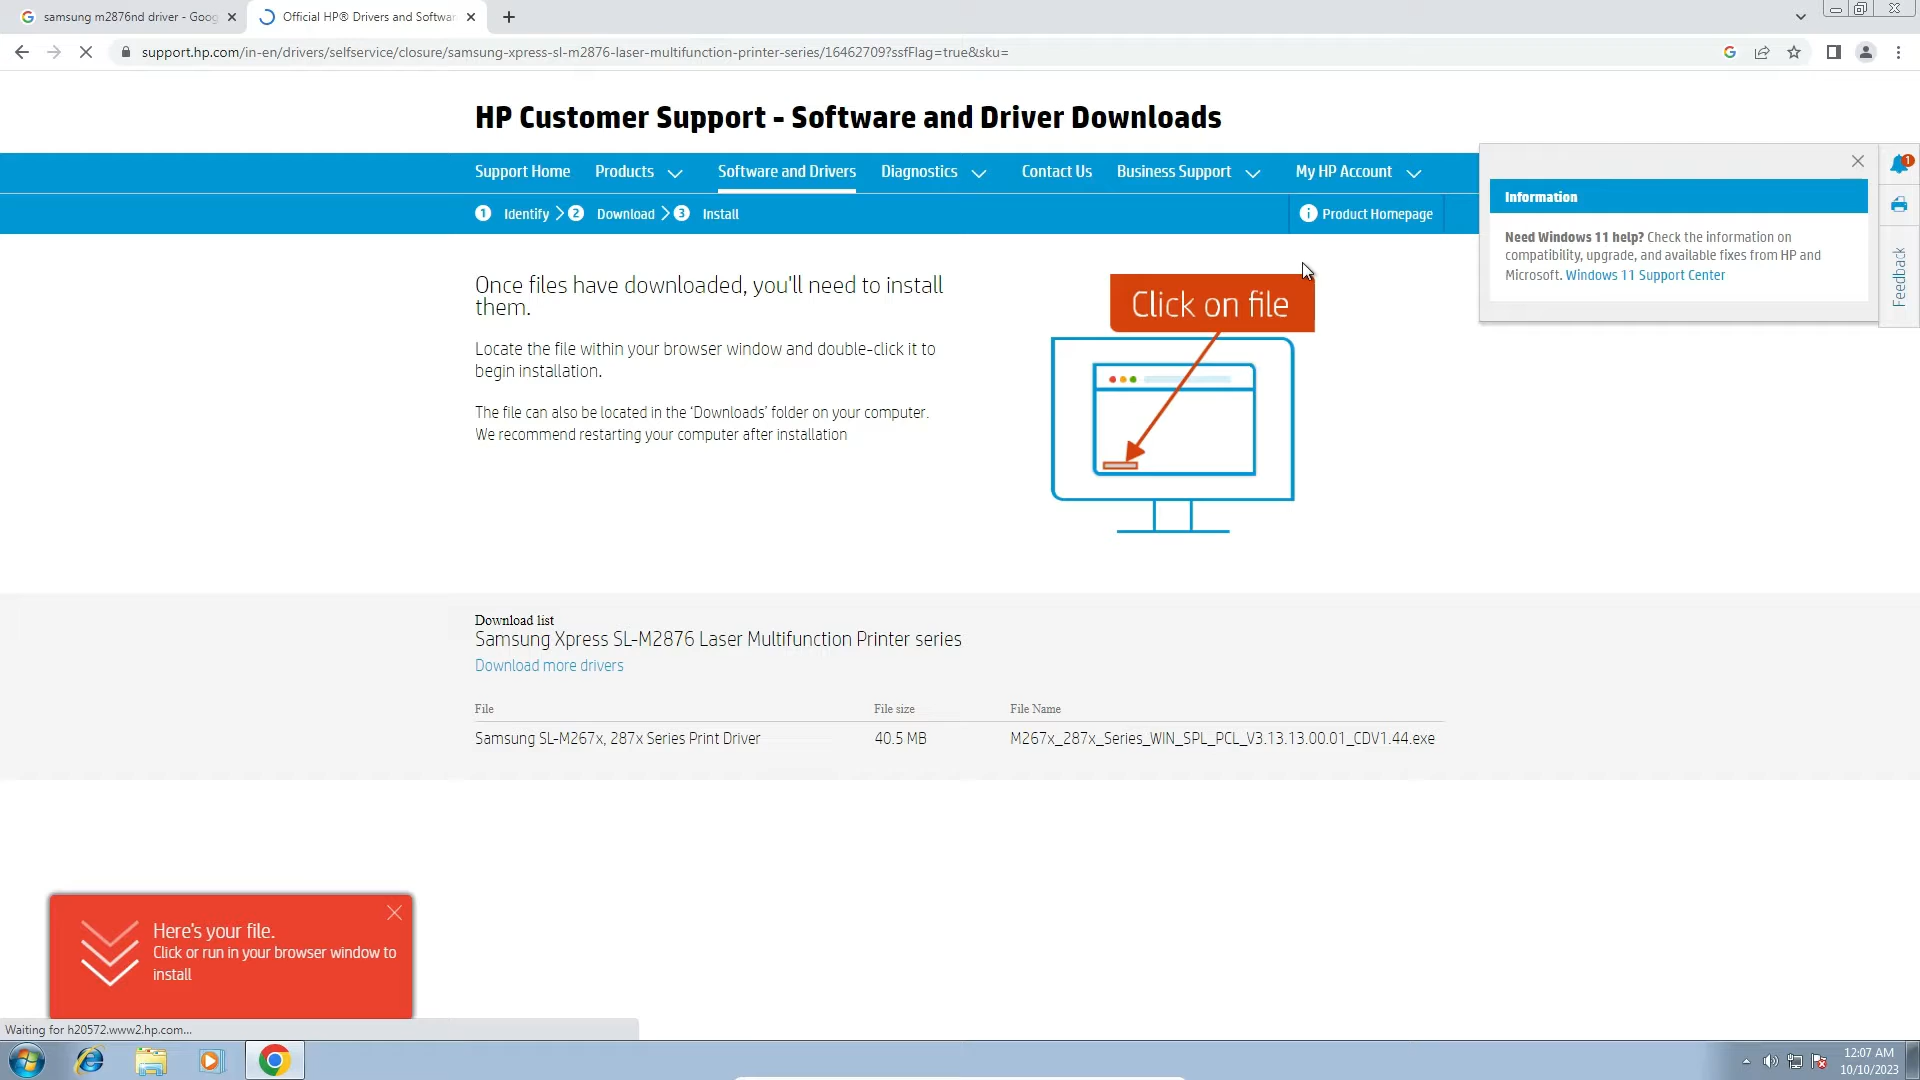 samsung m2876nd driver - Goog
Official HP® Drivers and Softwar
support.hp.com/in-en/drivers/selfservice/closure/samsung-xpress-sl-m2876-laser-multifunction-printer-series/16462709?ssfFlag=true&sku=
HP Customer Support - Software and Driver Downloads
Support Home
Products
Software and Drivers
Diagnostics
Contact Us
Business Support
My HP Account
1 Identify
2 Download
3 Install
Product Homepage
Information
Need Windows 11 help? Check the information on
compatibility, upgrade, and available fixes from HP and
Microsoft. Windows 11 Support Center
1
Feedback
Once files have downloaded, you'll need to install
them.
Locate the file within your browser window and double-click it to
begin installation.
The file can also be located in the ‘Downloads’ folder on your computer.
We recommend restarting your computer after installation
Click on file
Download list
Samsung Xpress SL-M2876 Laser Multifunction Printer series
Download more drivers
File
File size
File Name
Samsung SL-M267x, 287x Series Print Driver
40.5 MB
M267x_287x_Series_WIN_SPL_PCL_V3.13.13.00.01_CDV1.44.exe
Here's your file.
Click or run in your browser window to
install
Waiting for h20572.www2.hp.com...
12:07 AM
10/10/2023